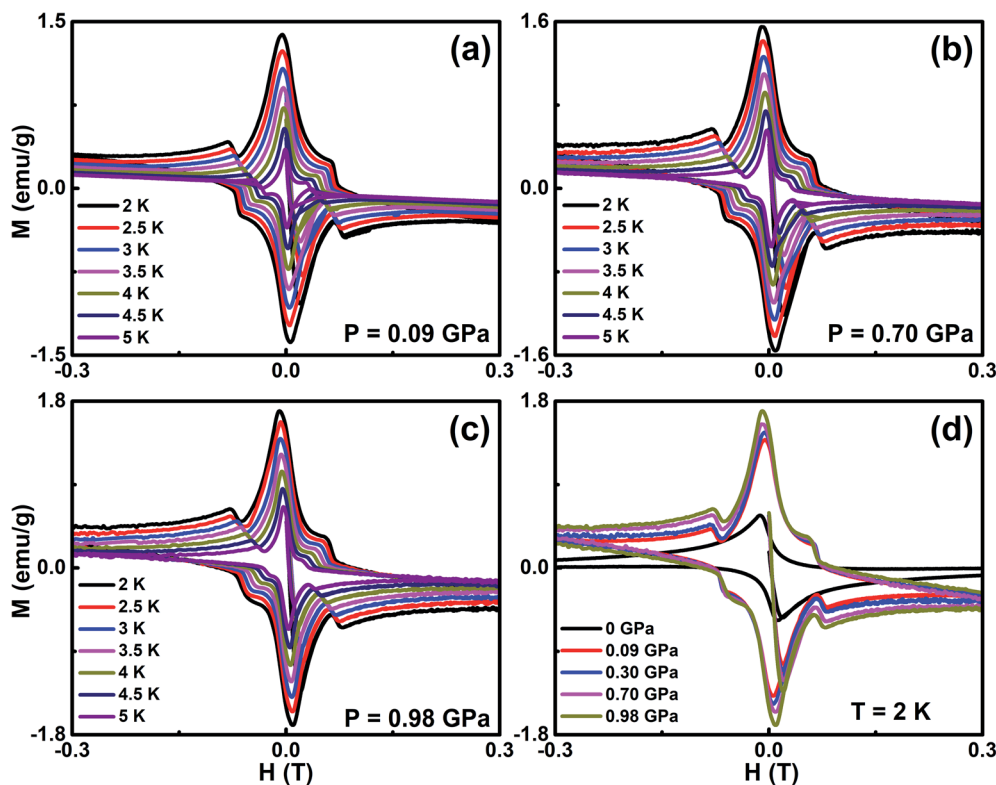 1.5
(a)
M (emu/g)
0.0
2 K
2.5 K
3 K
3.5 K
4 K
4.5 K
5 K
P = 0.09 GPa
-1.5
-0.3
0.0
0.3
1.6
(b)
0.0
2 K
2.5 K
3 K
3.5 K
4 K
4.5 K
5 K
P = 0.70 GPa
-1.6
-0.3
0.0
0.3
1.8
(c)
M (emu/g)
0.0
2 K
2.5 K
3 K
3.5 K
4 K
4.5 K
5 K
P = 0.98 GPa
-1.8
-0.3
0.0
0.3
H (T)
1.8
(d)
0.0
0 GPa
0.09 GPa
0.30 GPa
0.70 GPa
0.98 GPa
T = 2 K
-1.8
-0.3
0.0
0.3
H (T)